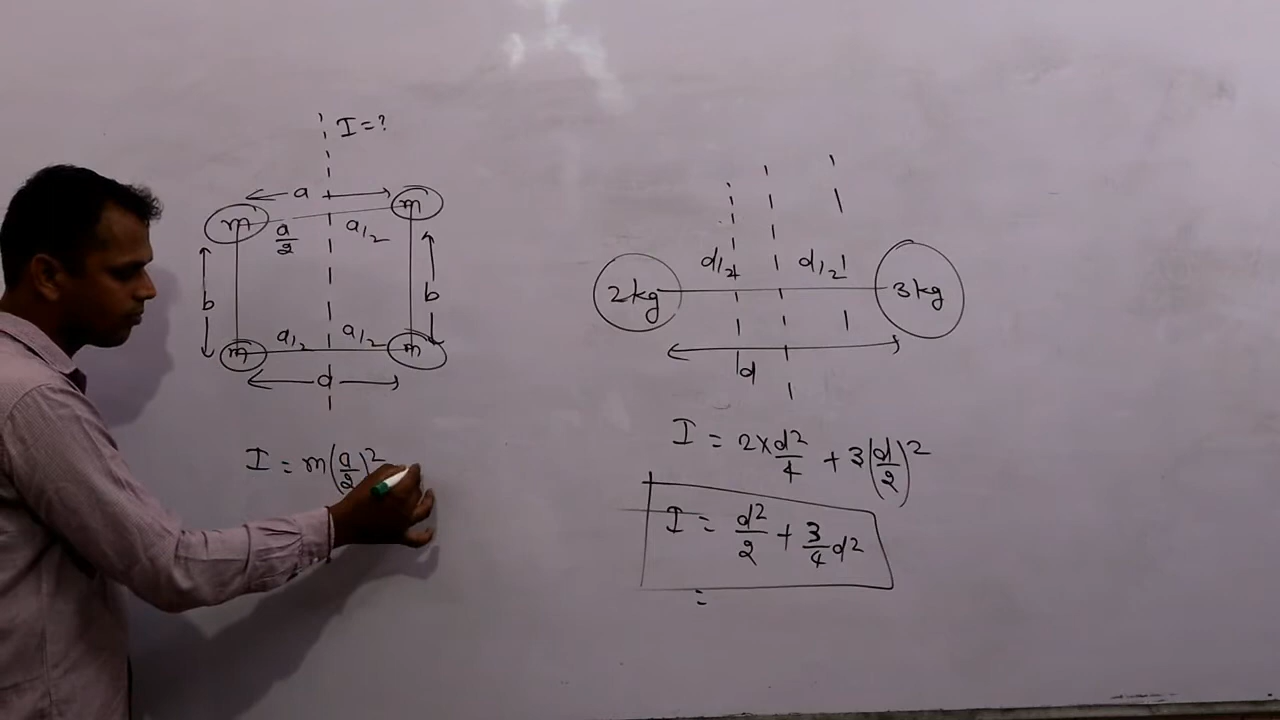 I = ?
a
m
m
a/2
a/2
b
b
a/2
a/2
m
m
a
I = m(a/2)²
d/2
d/2
2kg
3kg
d
I = 2×d²/4 + 3(d/2)²
I = d²/2 + 3/4 d²
=